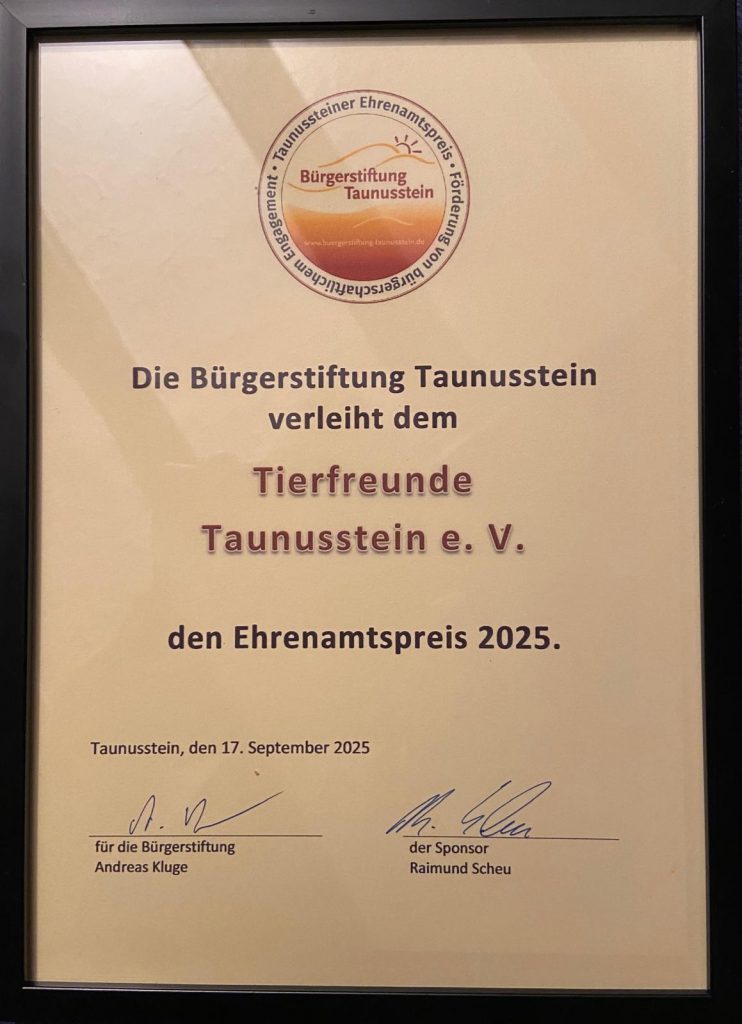 Taunussteiner Ehrenamtspreis • Förderung von bürgerschaftlichem Engagement •
Bürgerstiftung
Taunusstein
www.buergerstiftung-taunusstein.de
Die Bürgerstiftung Taunusstein
verleiht dem
Tierfreunde
Taunusstein e. V.
den Ehrenamtspreis 2025.
Taunusstein, den 17. September 2025
für die Bürgerstiftung
Andreas Kluge
der Sponsor
Raimund Scheu